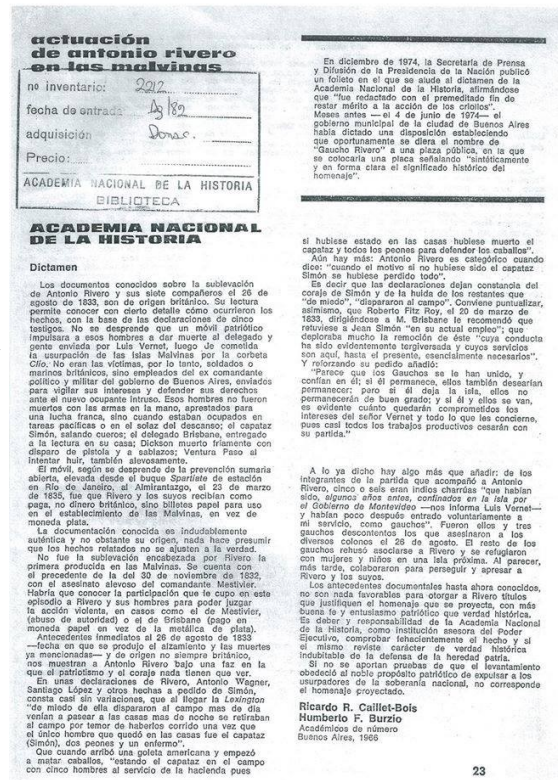 actuación
de antonio rivero
en las malvinas
no inventario: 2212
fecha de entrada Ag/82
adquisición Donac.
Precio:
ACADEMIA NACIONAL DE LA HISTORIA
BIBLIOTECA
ACADEMIA NACIONAL
DE LA HISTORIA
Dictamen
Los documentos conocidos sobre la sublevación
de Antonio Rivero y sus siete compañeros el 26 de
agosto de 1833, son de origen británico. Su lectura
permite conocer con cierto detalle cómo ocurrieron los
hechos, con la base de las declaraciones de cinco
testigos. No se desprende que un móvil patriótico
impulsara a esos hombres a dar muerte al delegado y
gente enviada por Luis Vernet, luego de cometida
la usurpación de las Islas Malvinas por la corbeta
Clío. No eran las víctimas, por lo tanto, soldados o
marinos británicos, sino empleados del ex comandante
político y militar del gobierno de Buenos Aires, enviados
para vigilar sus intereses y defender sus derechos
ante el nuevo ocupante intruso. Esos hombres no fueron
muertos con las armas en la mano, aprestados para
una lucha franca, sino cuando estaban ocupados en
tareas pacíficas o en el solaz del descanso; el capataz
Simón, salando cueros; el delegado Brisbane, entregado
a la lectura en su casa; Dickson muerto friamente con
disparo de pistola y a sablazos; Ventura Paso al
intentar huir, también alevosamente.
El móvil, según se desprende de la prevención sumaria
abierta, elevada desde el buque Spartiate de estación
en Río de Janeiro, al Almirantazgo, el 23 de marzo
de 1835, fue que Rivero y los suyos recibían como
pago, no dinero británico, sino billetes papel para uso
en el establecimiento de las Malvinas, en vez de
moneda plata.
La documentación conocida es indudablemente
auténtica y no obstante su origen, nada hace presumir
que los hechos relatados no se ajusten a la verdad.
No fue la sublevación encabezada por Rivero la
primera producida en las Malvinas. Se cuenta con
el precedente de la del 30 de noviembre de 1832,
con el asesinato alevoso del comandante Mestivier.
Habría que conocer la participación que le cupo en este
episodio a Rivero y sus hombres para poder juzgar
la acción violenta, en casos como el de Mestivier,
(abuso de autoridad) o el de Brisbane (pago en
moneda papel en vez de la metálica de plata).
Antecedentes inmediatos al 26 de agosto de 1833
—fecha en que se produjo el alzamiento y las muertes
ya mencionadas— y de origen no siempre británico,
nos muestran a Antonio Rivero bajo una faz en la
que el patriotismo y el coraje nada tienen que ver.
En unas declaraciones de Rivero, Antonio Wagner,
Santiago López y otros hechas a pedido de Simón,
consta casi sin variaciones, que al llegar la Lexington
"de miedo de ella dispararon al campo mas de dia
venian a pasear a las casas mas de noche se retiraban
al campo por temor de haberlos corrido una vez que
el único hombre que quedó en las casas fue el capataz
(Simón), dos peones y un enfermo".
Que cuando arribó una goleta americana y empezó
a matar caballos, "estando el capataz en el campo
con cinco hombres al servicio de la hacienda pues
En diciembre de 1974, la Secretaría de Prensa
y Difusión de la Presidencia de la Nación publicó
un folleto en el que se alude al dictamen de la
Academia Nacional de la Historia, afirmándose
que "fue redactado con el premeditado fin de
restar mérito a la acción de los criollos".
Meses antes — el 4 de junio de 1974— el
gobierno municipal de la ciudad de Buenos Aires
había dictado una disposición estableciendo
que oportunamente se diera el nombre de
"Gaucho Rivero" a una plaza pública, en la que
se colocaría una placa señalando "sintéticamente
y en forma clara el significado histórico del
homenaje".
si hubiese estado en las casas hubiese muerto el
capataz y todos los peones para defender los caballos".
Aún hay más: Antonio Rivero es categórico cuando
dice: "cuando el motivo si no hubiese sido el capataz
Simón se hubiese perdido todo".
Es decir que las declaraciones dejan constancia del
coraje de Simón y de la huida de los restantes que
"de miedo", "dispararon al campo". Conviene puntualizar,
asimismo, que Roberto Fitz Roy, el 20 de marzo de
1833, dirigiéndose a M. Brisbane le recomendó que
retuviese a Jean Simón "en su actual empleo"; que
deploraba mucho la remoción de éste "cuya conducta
ha sido evidentemente tergiversada y cuyos servicios
son aquí, hasta el presente, esencialmente necesarios".
Y reforzando su pedido añadió:
"Parece que los Gauchos se le han unido, y
confían en él; si él permanece, ellos también desearían
permanecer; pero si él deja la isla, ellos no
permanecerán de buen grado; y si él y ellos se van,
es evidente cuánto quedarán comprometidos los
intereses del señor Vernet y todo lo que les concierne,
pues casi todos los trabajos productivos cesarán con
su partida."
A lo ya dicho hay algo más que añadir: de los
integrantes de la partida que acompañó a Antonio
Rivero, cinco o seis eran indios charrúas "que habían
sido, algunos años antes, confinados en la isla por
el Gobierno de Montevideo —nos informa Luis Vernet—
y habían poco después entrado voluntariamente a
mi servicio, como gauchos". Fueron ellos y tres
gauchos descontentos los que asesinaron a los
diversos colonos el 26 de agosto. El resto de los
gauchos rehusó asociarse a Rivero y se refugiaron
con mujeres y niños en una isla próxima. Al parecer,
más tarde, colaboraron para perseguir y apresar a
Rivero y los suyos.
Los antecedentes documentales hasta ahora conocidos,
no son nada favorables para otorgar a Rivero títulos
que justifiquen el homenaje que se proyecta, con más
buena fe y entusiasmo patriótico que verdad histórica.
Es deber y responsabilidad de la Academia Nacional
de la Historia, como institución asesora del Poder
Ejecutivo, comprobar fehacientemente el hecho y si
el mismo reviste carácter de verdad histórica
indubitable de la defensa de la heredad patria.
Si no se aportan pruebas de que el levantamiento
obedeció al noble propósito patriótico de expulsar a los
usurpadores de la soberanía nacional, no corresponde
el homenaje proyectado.
Ricardo R. Caillet-Bois
Humberto F. Burzio
Académicos de número
Buenos Aires, 1966
23